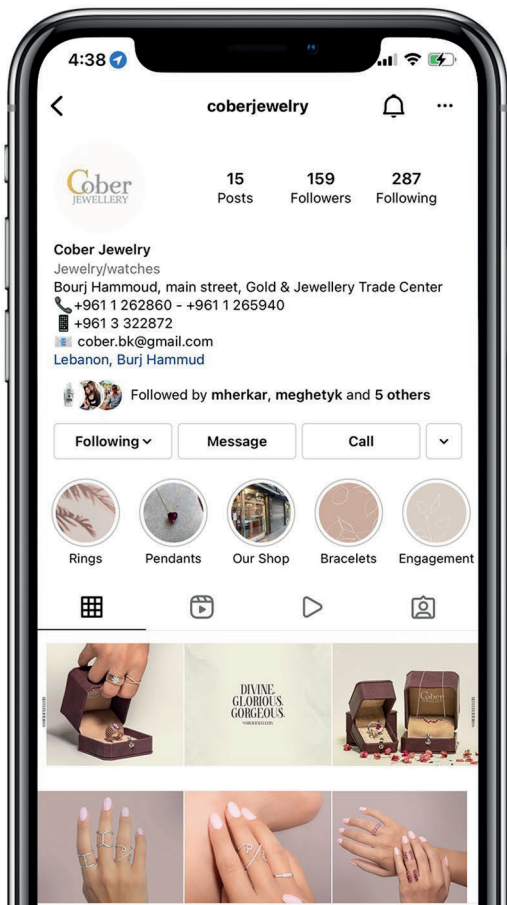 4:38
coberjewelry
Cober
JEWELLERY
15
Posts
159
Followers
287
Following
Cober Jewelry
Jewelry/watches
Bourj Hammoud, main street, Gold & Jewellery Trade Center
+961 1 262860 - +961 1 265940
+961 3 322872
cober.bk@gmail.com
Lebanon, Burj Hammud
Followed by mherkar, meghetyk and 5 others
Following
Message
Call
Rings
Pendants
Our Shop
Bracelets
Engagement
DIVINE.
GLORIOUS.
GORGEOUS.
Cober